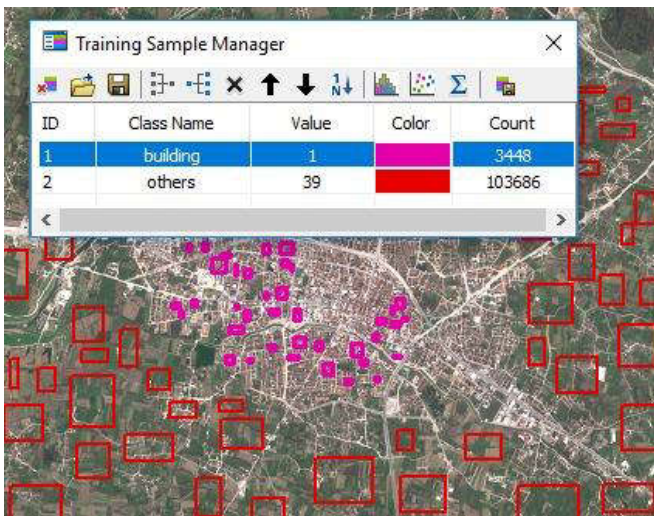 Training Sample Manager
ID Class Name Value Color Count
1 building 1 3448
2 others 39 103686